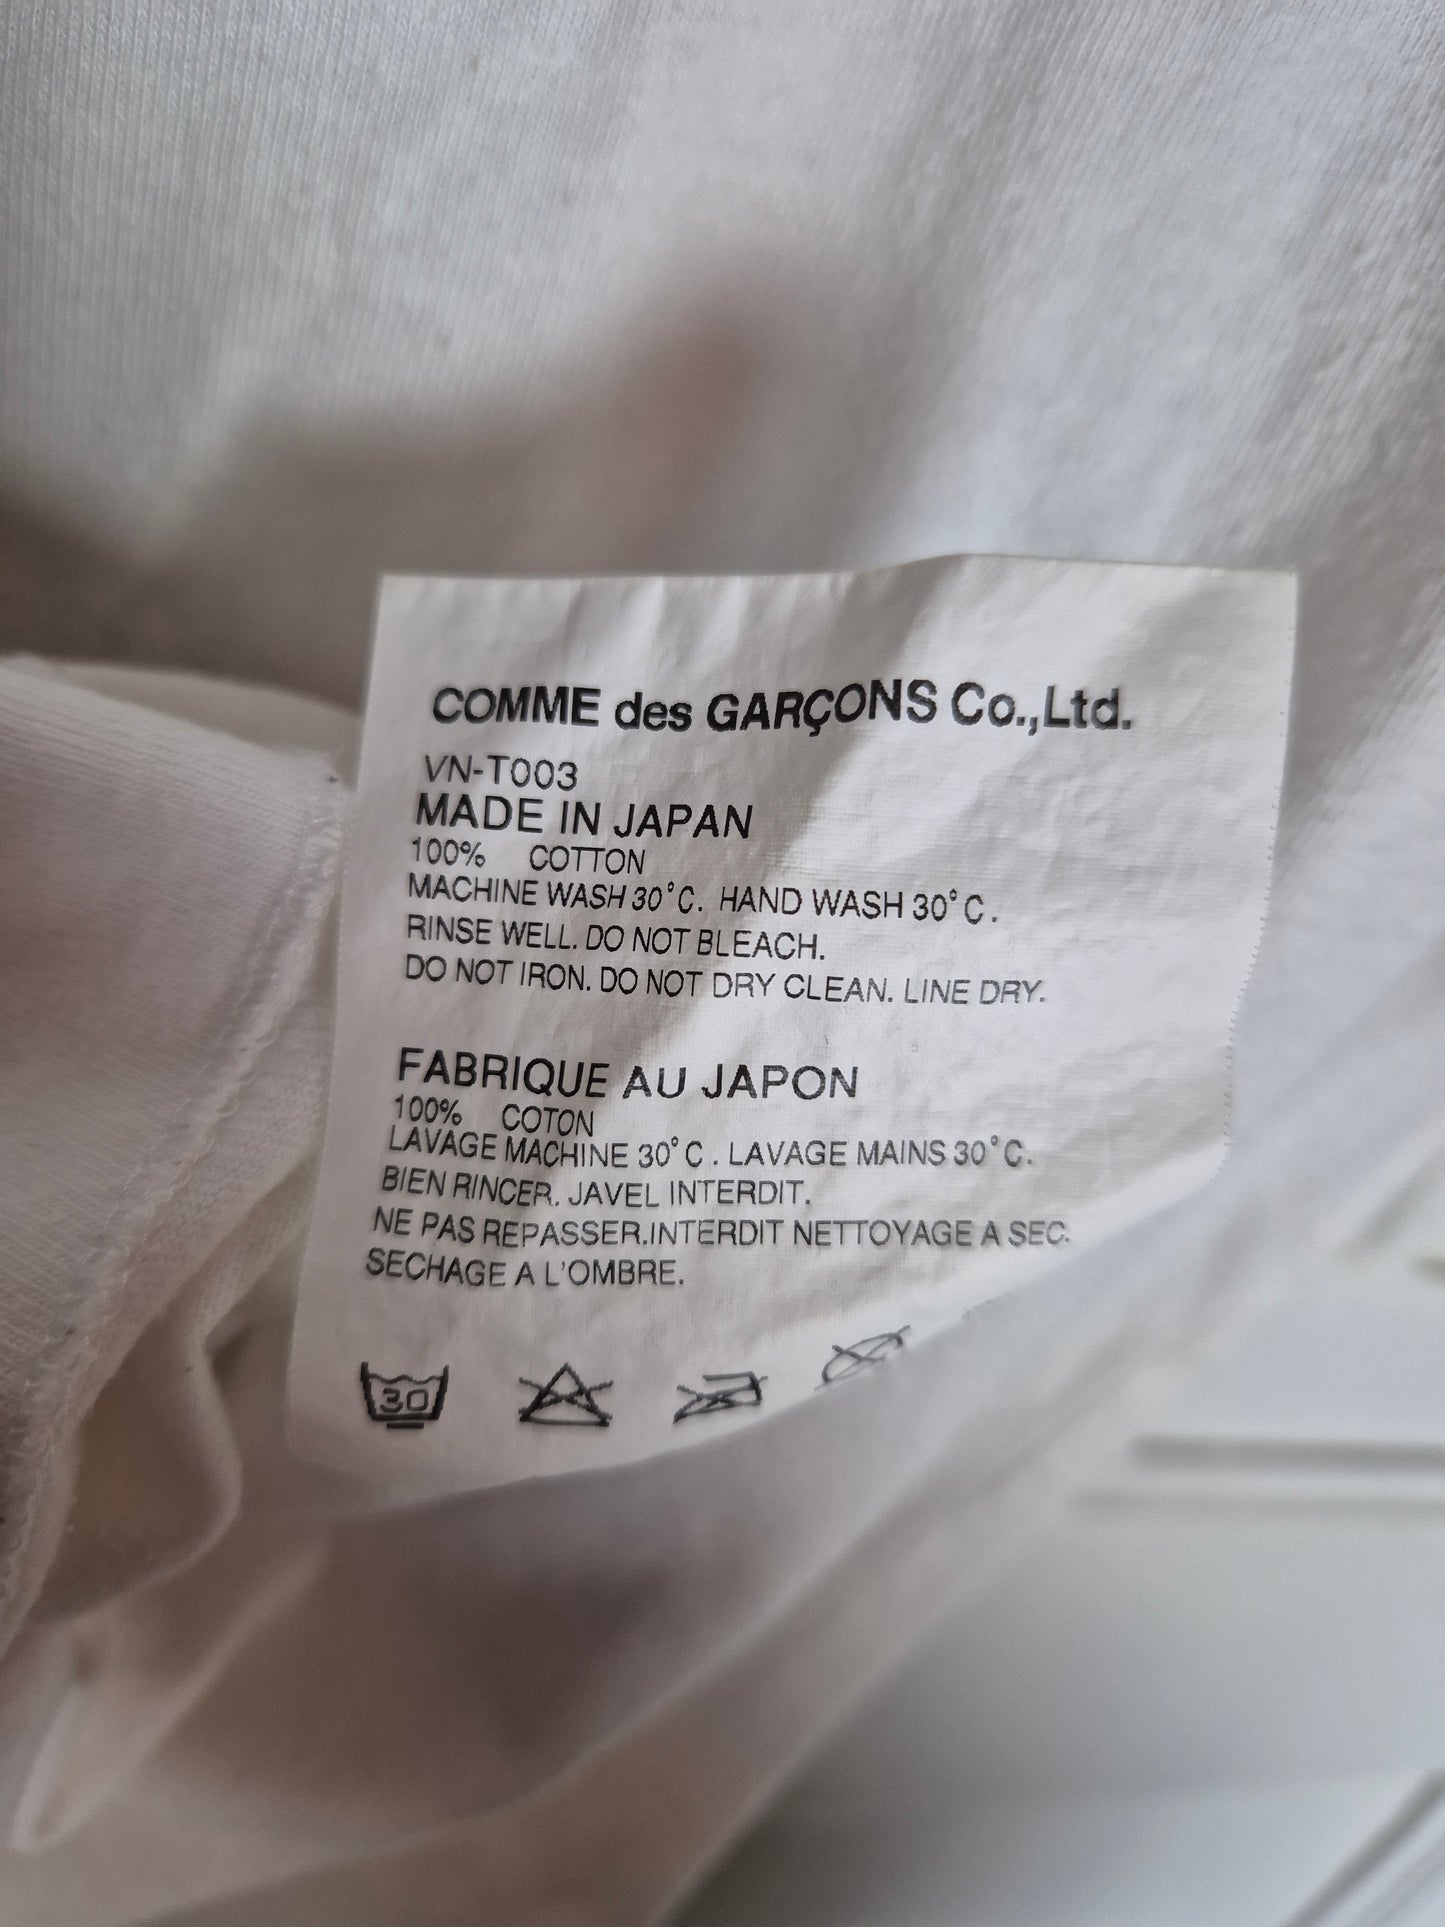 COMME des GARÇONS Co.,Ltd.
VN-T003
MADE IN JAPAN
100% COTTON
MACHINE WASH 30°C. HAND WASH 30°C.
RINSE WELL. DO NOT BLEACH.
DO NOT IRON. DO NOT DRY CLEAN. LINE DRY.
FABRIQUE AU JAPON
100% COTON
LAVAGE MACHINE 30°C. LAVAGE MAINS 30°C.
BIEN RINCER. JAVEL INTERDIT.
NE PAS REPASSER.INTERDIT NETTOYAGE A SEC.
SECHAGE A L'OMBRE.
30